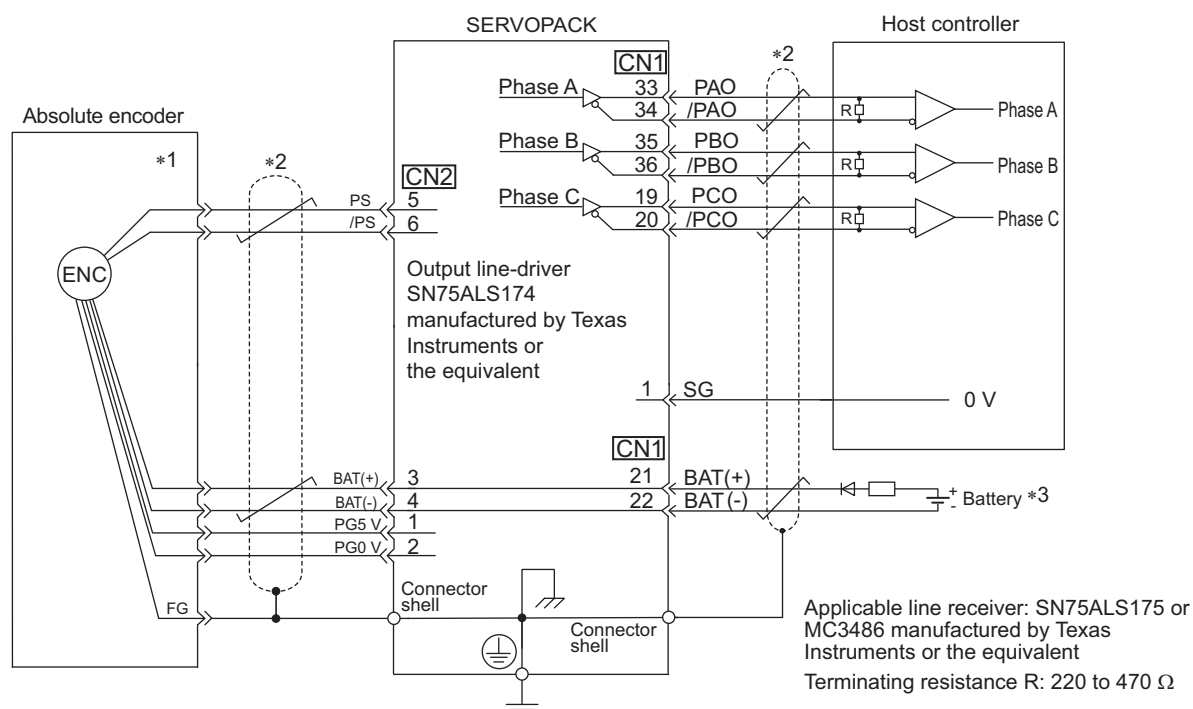 SERVOPACK
Host controller
Absolute encoder
*1
*2
ENC
PS
/PS
CN2
5
6
Output line-driver
SN75ALS174
manufactured by Texas
Instruments or
the equivalent
CN1
Phase A
33
34
PAO
/PAO
Phase B
35
36
PBO
/PBO
Phase C
19
20
PCO
/PCO
*2
R
Phase A
R
Phase B
R
Phase C
1
SG
0 V
CN1
BAT(+)
3
21
BAT(+)
BAT(-)
4
22
BAT(-)
+
-
Battery *3
PG5 V
1
PG0 V
2
FG
Connector
shell
Connector
shell
Applicable line receiver: SN75ALS175 or
MC3486 manufactured by Texas
Instruments or the equivalent
Terminating resistance R: 220 to 470 Ω